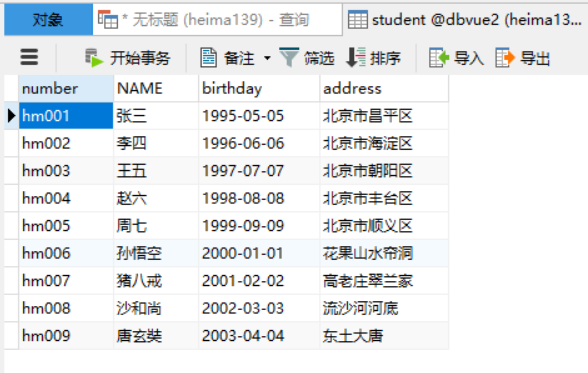 对象 * 无标题 (heima139) - 查询 student @dbvue2 (heima13...
开始事务 备注 筛选 排序 导入 导出
number NAME birthday address
hm001 张三 1995-05-05 北京市昌平区
hm002 李四 1996-06-06 北京市海淀区
hm003 王五 1997-07-07 北京市朝阳区
hm004 赵六 1998-08-08 北京市丰台区
hm005 周七 1999-09-09 北京市顺义区
hm006 孙悟空 2000-01-01 花果山水帘洞
hm007 猪八戒 2001-02-02 高老庄翠兰家
hm008 沙和尚 2002-03-03 流沙河河底
hm009 唐玄奘 2003-04-04 东土大唐